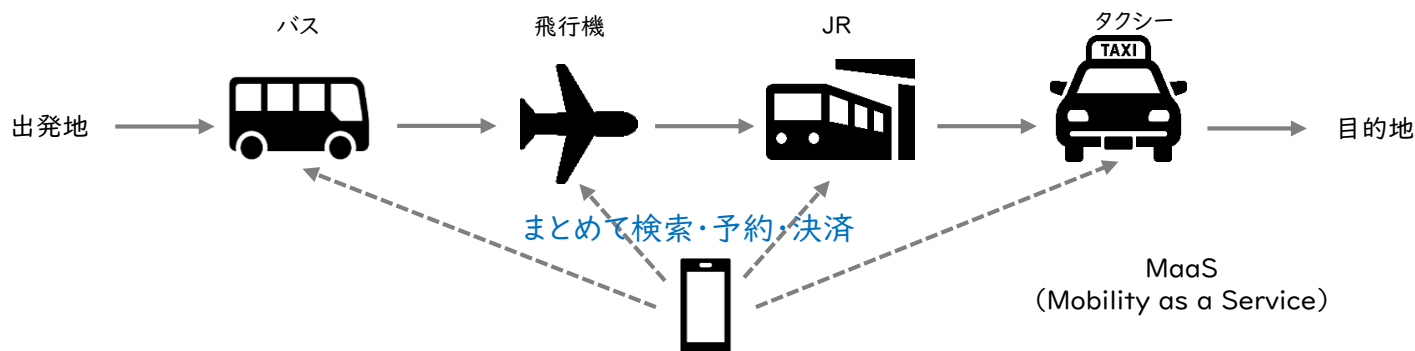 バス
飛行機
JR
タクシー
TAXI
出発地
目的地
まとめて検索・予約・決済
MaaS
(Mobility as a Service)